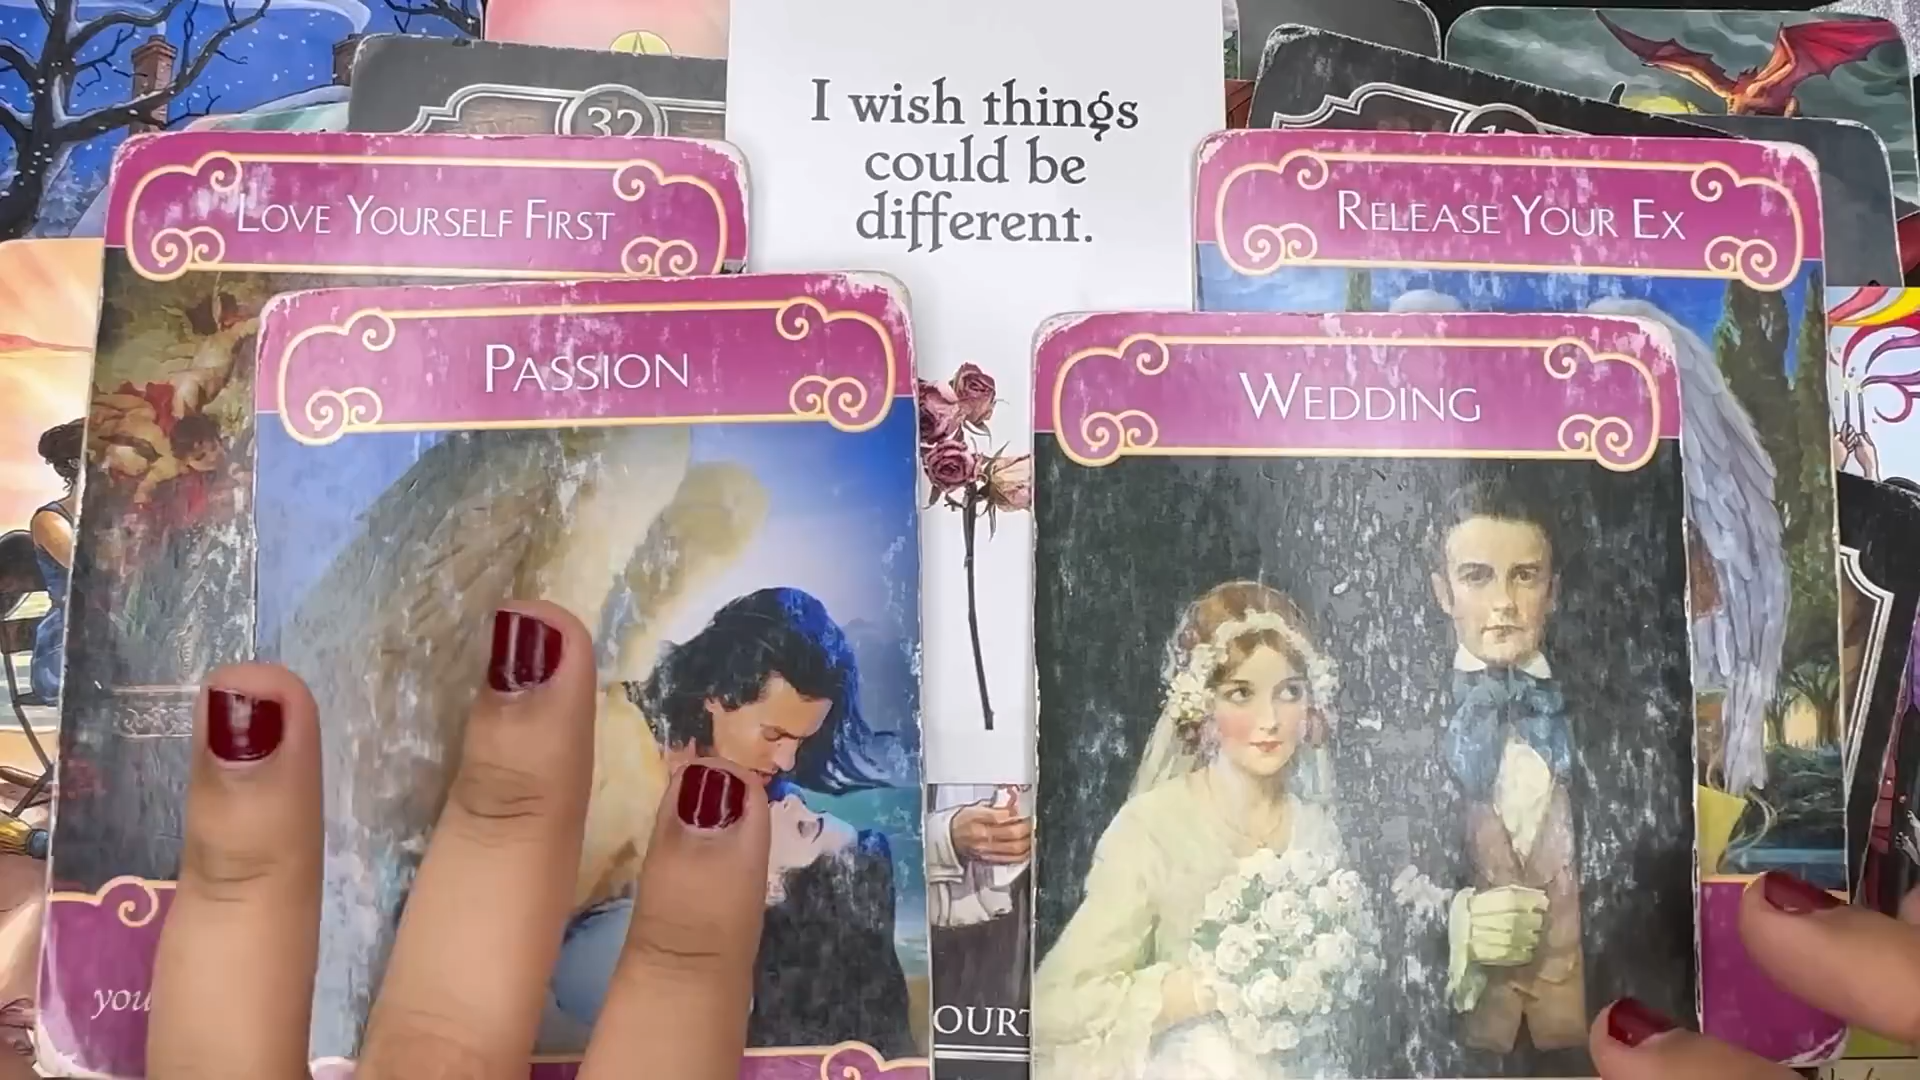 32
I wish things
could be
different.
LOVE YOURSELF FIRST
RELEASE YOUR EX
PASSION
WEDDING
you
OURT